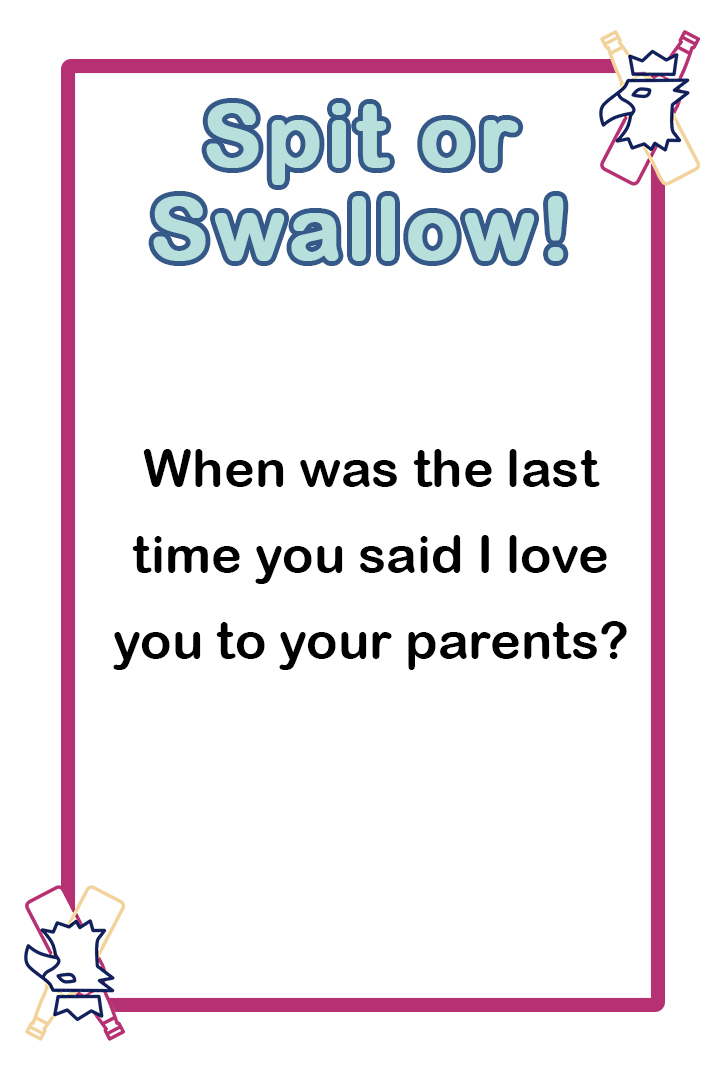 Spit or
Swallow!
When was the last
time you said I love
you to your parents?